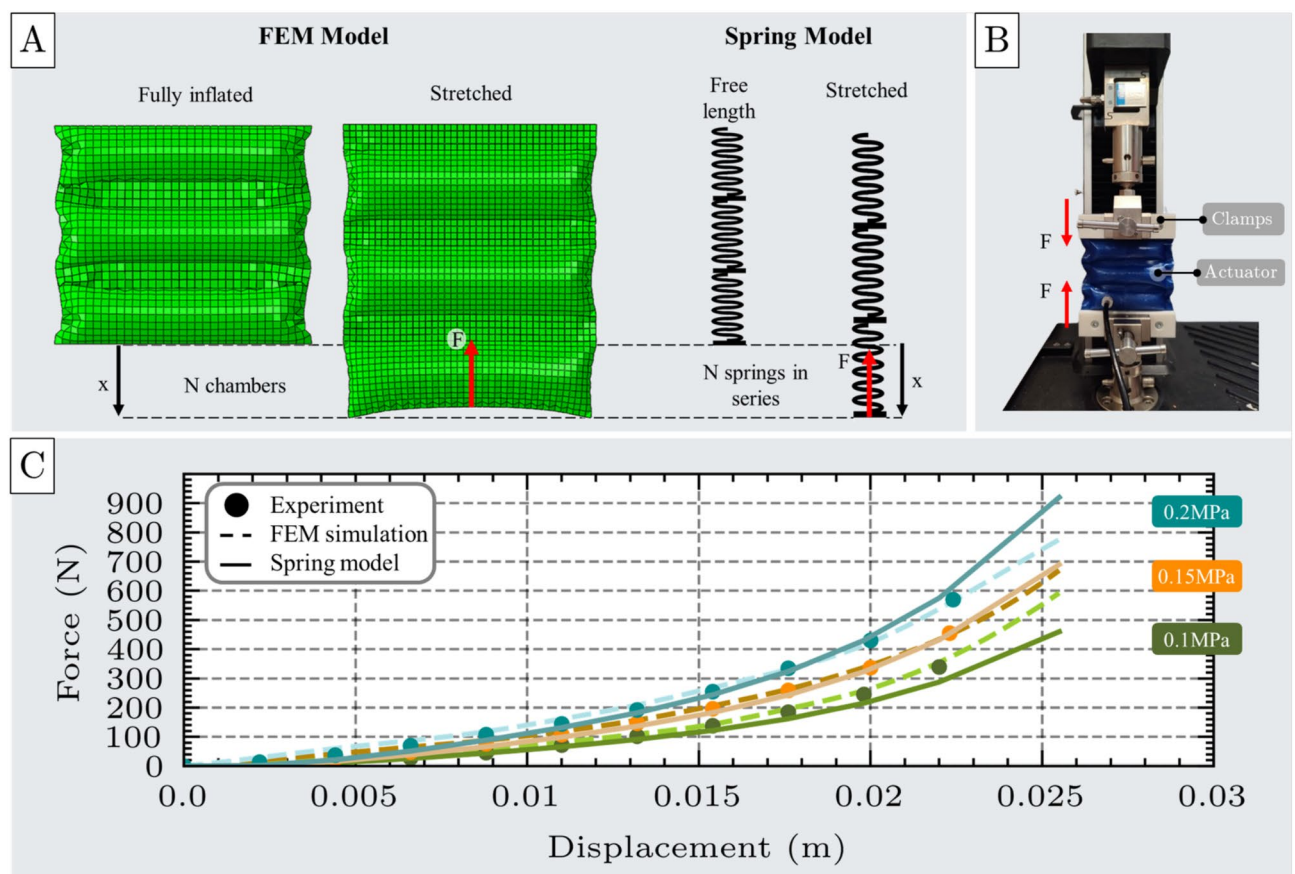 A
FEM Model
Spring Model
Fully inflated
Stretched
Free
length
Stretched
F
F
x
N chambers
N springs in
series
x
B
Clamps
F
Actuator
F
C
Experiment
FEM simulation
Spring model
0.2MPa
0.15MPa
0.1MPa
900
800
700
600
500
400
300
200
100
0
Force (N)
0.0
0.005
0.01
0.015
0.02
0.025
0.03
Displacement (m)